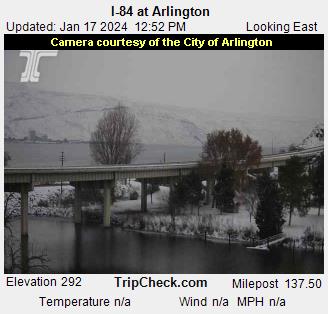 I-84 at Arlington
Updated: Jan 17 2024 12:52 PM Looking East
Camera courtesy of the City of Arlington
Elevation 292 TripCheck.com Milepost 137.50
Temperature n/a Wind n/a MPH n/a